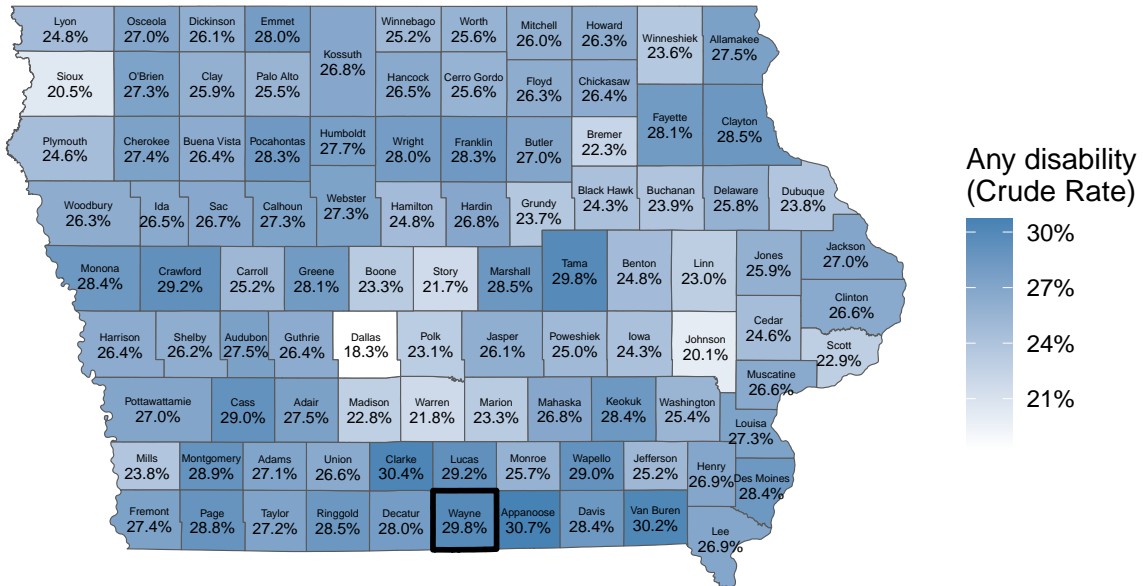 Lyon
24.8%
Osceola
27.0%
Dickinson
26.1%
Emmet
28.0%
Kossuth
26.8%
Winnebago
25.2%
Worth
25.6%
Mitchell
26.0%
Howard
26.3%
Winneshiek
23.6%
Allamakee
27.5%
Sioux
20.5%
O'Brien
27.3%
Clay
25.9%
Palo Alto
25.5%
Hancock
26.5%
Cerro Gordo
25.6%
Floyd
26.3%
Chickasaw
26.4%
Fayette
28.1%
Clayton
28.5%
Plymouth
24.6%
Cherokee
27.4%
Buena Vista
26.4%
Pocahontas
28.3%
Humboldt
27.7%
Wright
28.0%
Franklin
28.3%
Butler
27.0%
Bremer
22.3%
Woodbury
26.3%
Ida
26.5%
Sac
26.7%
Calhoun
27.3%
Webster
27.3%
Hamilton
24.8%
Hardin
26.8%
Grundy
23.7%
Black Hawk
24.3%
Buchanan
23.9%
Delaware
25.8%
Dubuque
23.8%
Monona
28.4%
Crawford
29.2%
Carroll
25.2%
Greene
28.1%
Boone
23.3%
Story
21.7%
Marshall
28.5%
Tama
29.8%
Benton
24.8%
Linn
23.0%
Jones
25.9%
Jackson
27.0%
Clinton
26.6%
Harrison
26.4%
Shelby
26.2%
Audubon
27.5%
Guthrie
26.4%
Dallas
18.3%
Polk
23.1%
Jasper
26.1%
Poweshiek
25.0%
Iowa
24.3%
Johnson
20.1%
Cedar
24.6%
Scott
22.9%
Muscatine
26.6%
Pottawattamie
27.0%
Cass
29.0%
Adair
27.5%
Madison
22.8%
Warren
21.8%
Marion
23.3%
Mahaska
26.8%
Keokuk
28.4%
Washington
25.4%
Louisa
27.3%
Mills
23.8%
Montgomery
28.9%
Adams
27.1%
Union
26.6%
Clarke
30.4%
Lucas
29.2%
Monroe
25.7%
Wapello
29.0%
Jefferson
25.2%
Henry
26.9%
Des Moines
28.4%
Fremont
27.4%
Page
28.8%
Taylor
27.2%
Ringgold
28.5%
Decatur
28.0%
Wayne
29.8%
Appanoose
30.7%
Davis
28.4%
Van Buren
30.2%
Lee
26.9%
Any disability
(Crude Rate)
30%
27%
24%
21%